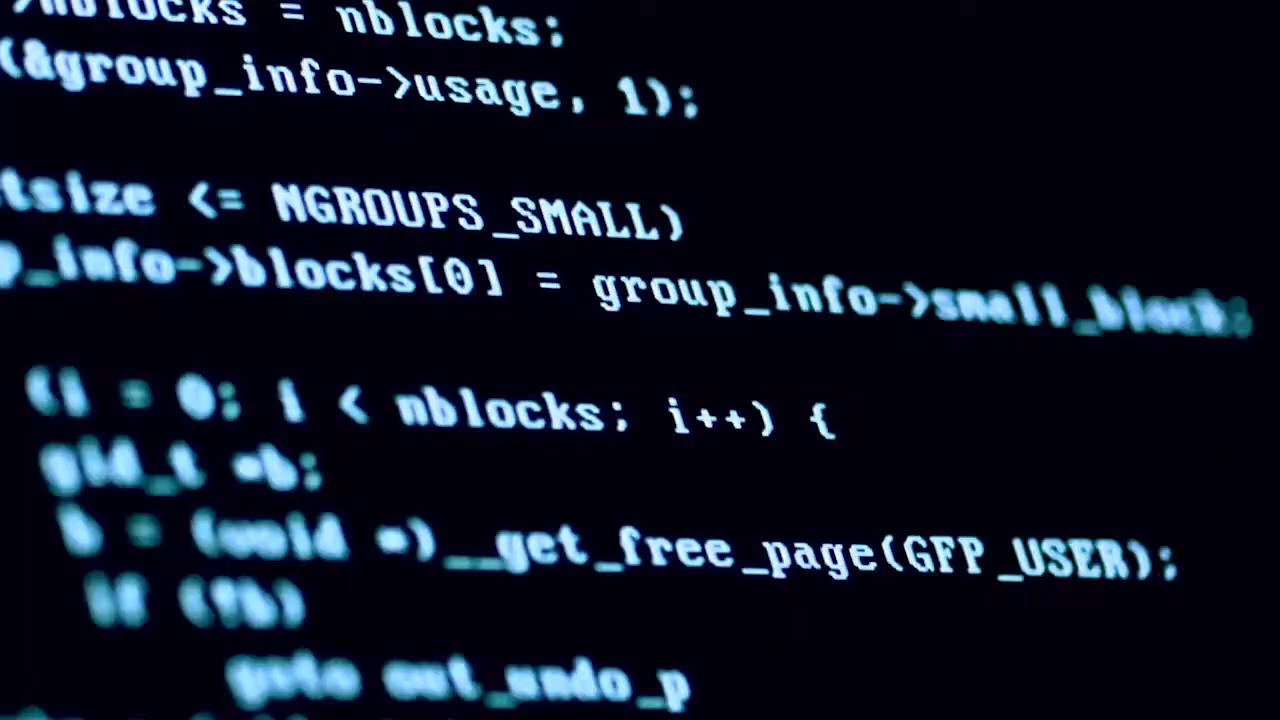 >nblocks = nblocks;
(&group_info->usage, 1);
tsize <= NGROUPS_SMALL)
p_info->blocks[0] = group_info->small_block;
(i = 0; i < nblocks; i++) {
gid_t *b;
b = (void *)__get_free_page(GFP_USER);
if (!b)
goto out_undo_p